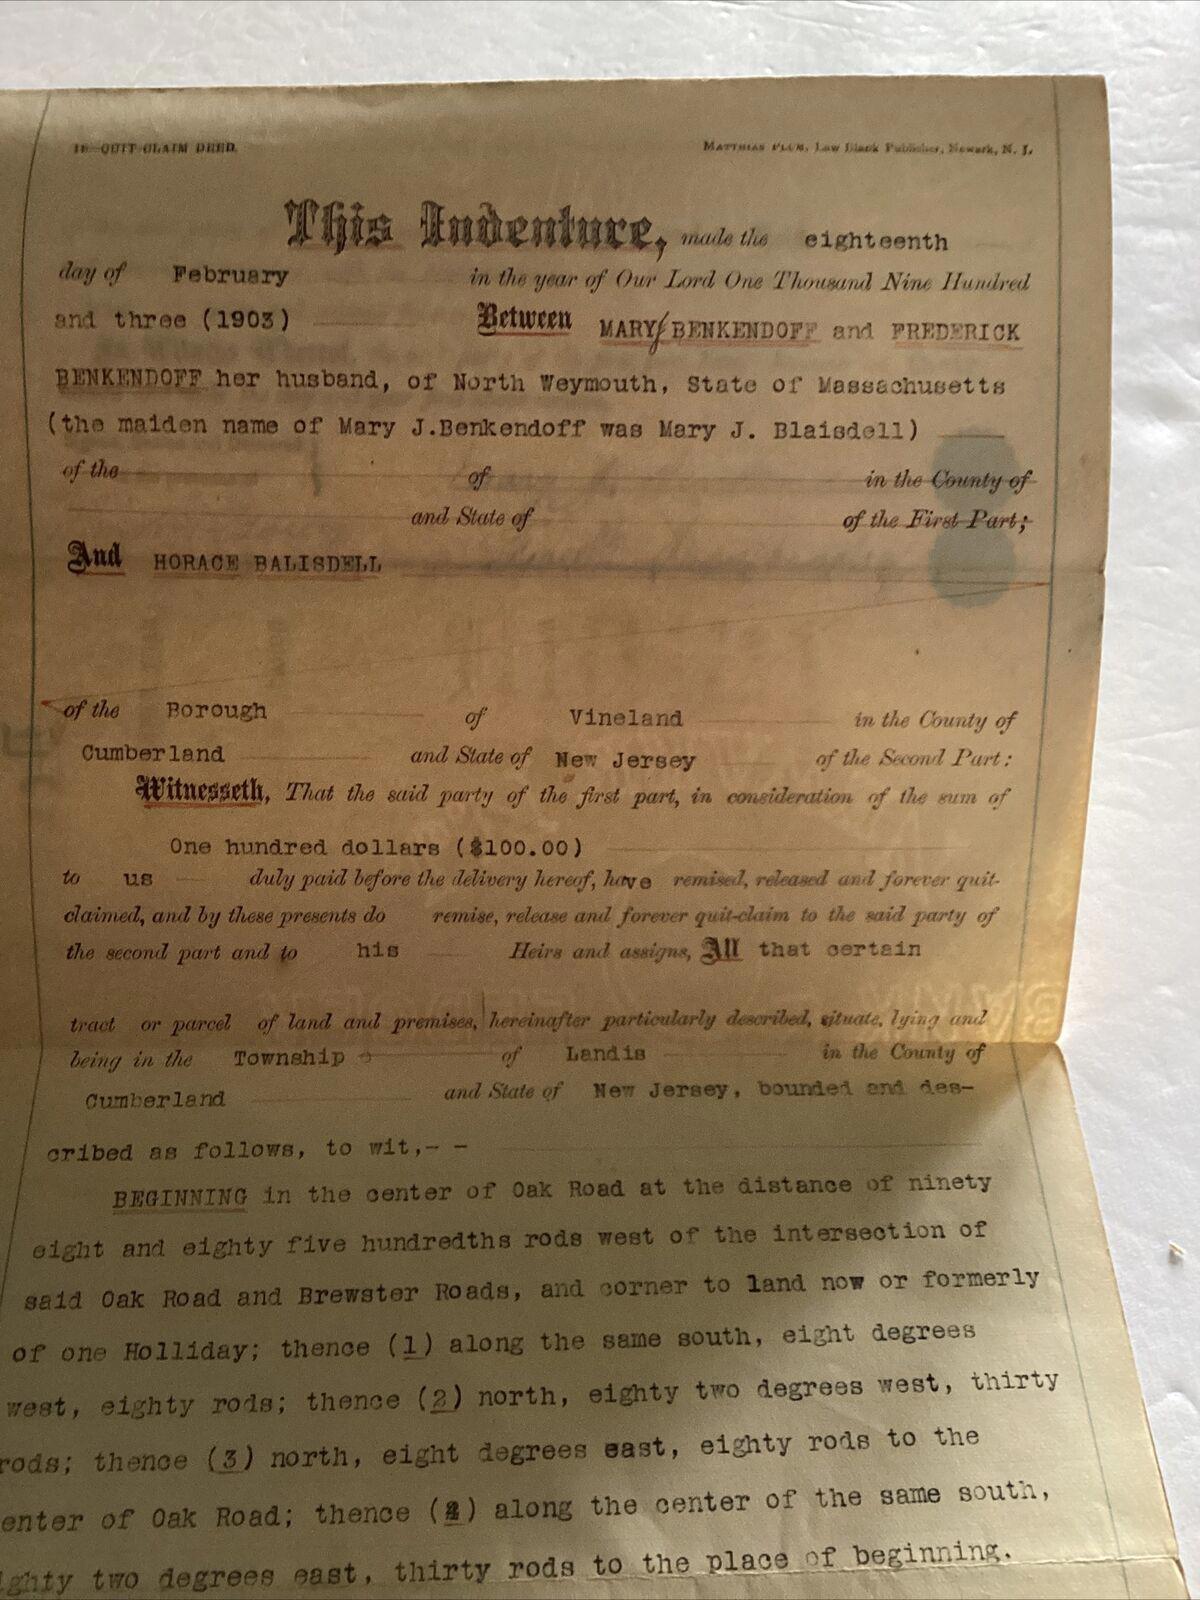 16—QUIT CLAIM DEED. MATTHIAS PLUM, Law Blank Publisher, Newark, N. J.
This Indenture, made the eighteenth
day of February in the year of Our Lord One Thousand Nine Hundred
and three (1903) Between MARY J BENKENDOFF and FREDERICK
BENKENDOFF her husband, of North Weymouth, State of Massachusetts
(the maiden name of Mary J.Benkendoff was Mary J. Blaisdell)
of the of in the County of
and State of of the First Part;
And HORACE BALISDELL
of the Borough of Vineland in the County of
Cumberland and State of New Jersey of the Second Part:
Witnesseth, That the said party of the first part, in consideration of the sum of
One hundred dollars ($100.00)
to us duly paid before the delivery hereof, have remised, released and forever quit-
claimed, and by these presents do remise, release and forever quit-claim to the said party of
the second part and to his Heirs and assigns, All that certain
tract or parcel of land and premises, hereinafter particularly described, situate, lying and
being in the Township of Landis in the County of
Cumberland and State of New Jersey, bounded and des-
cribed as follows, to wit,- -
BEGINNING in the center of Oak Road at the distance of ninety
eight and eighty five hundredths rods west of the intersection of
said Oak Road and Brewster Roads, and corner to land now or formerly
of one Holliday; thence (1) along the same south, eight degrees
west, eighty rods; thence (2) north, eighty two degrees west, thirty
rods; thence (3) north, eight degrees east, eighty rods to the
enter of Oak Road; thence (4) along the center of the same south,
ighty two degrees east, thirty rods to the place of beginning.